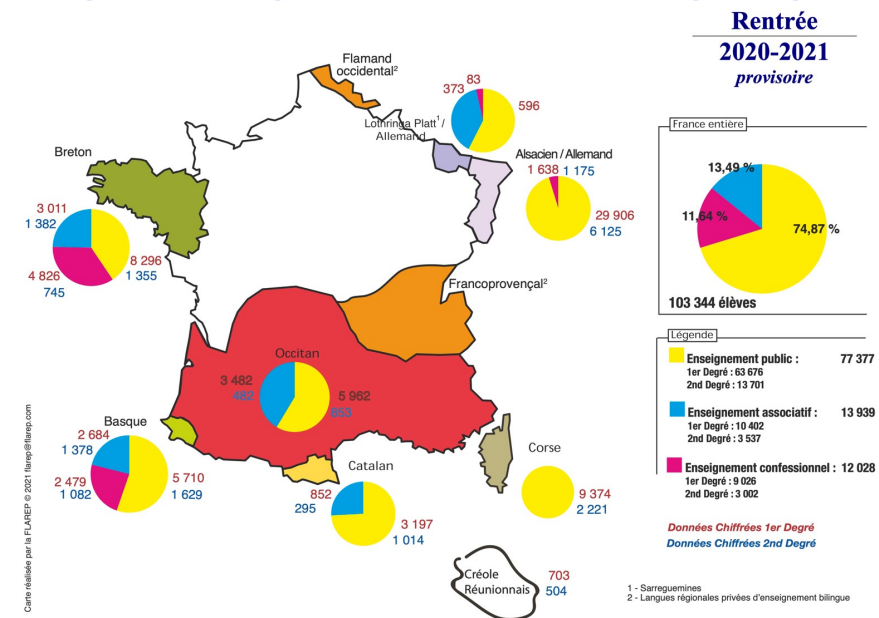 Rentrée
2020-2021
provisoire
Flamand
occidental²
373 83
596
Lothringa Platt¹/
Allemand
Alsacien / Allemand
1 638 1 175
29 906
6 125
Breton
3 011
1 382
8 296
1 355
4 826
745
Francoprovençal²
Occitan
3 482
482
5 962
853
Basque
2 684
1 378
2 479
1 082
5 710
1 629
Catalan
852
295
3 197
1 014
Corse
9 374
2 221
Créole
Réunionnais
703
504
France entière
13,49 %
11,64 %
74,87 %
103 344 élèves
Légende
Enseignement public : 77 377
1er Degré : 63 676
2nd Degré : 13 701
Enseignement associatif : 13 939
1er Degré : 10 402
2nd Degré : 3 537
Enseignement confessionnel : 12 028
1er Degré : 9 026
2nd Degré : 3 002
Données Chiffrées 1er Degré
Données Chiffrées 2nd Degré
1 - Sarreguemines
2 - Langues régionales privées d'enseignement bilingue
Carte réalisée par la FLAREP © 2021 flarep@flarep.com